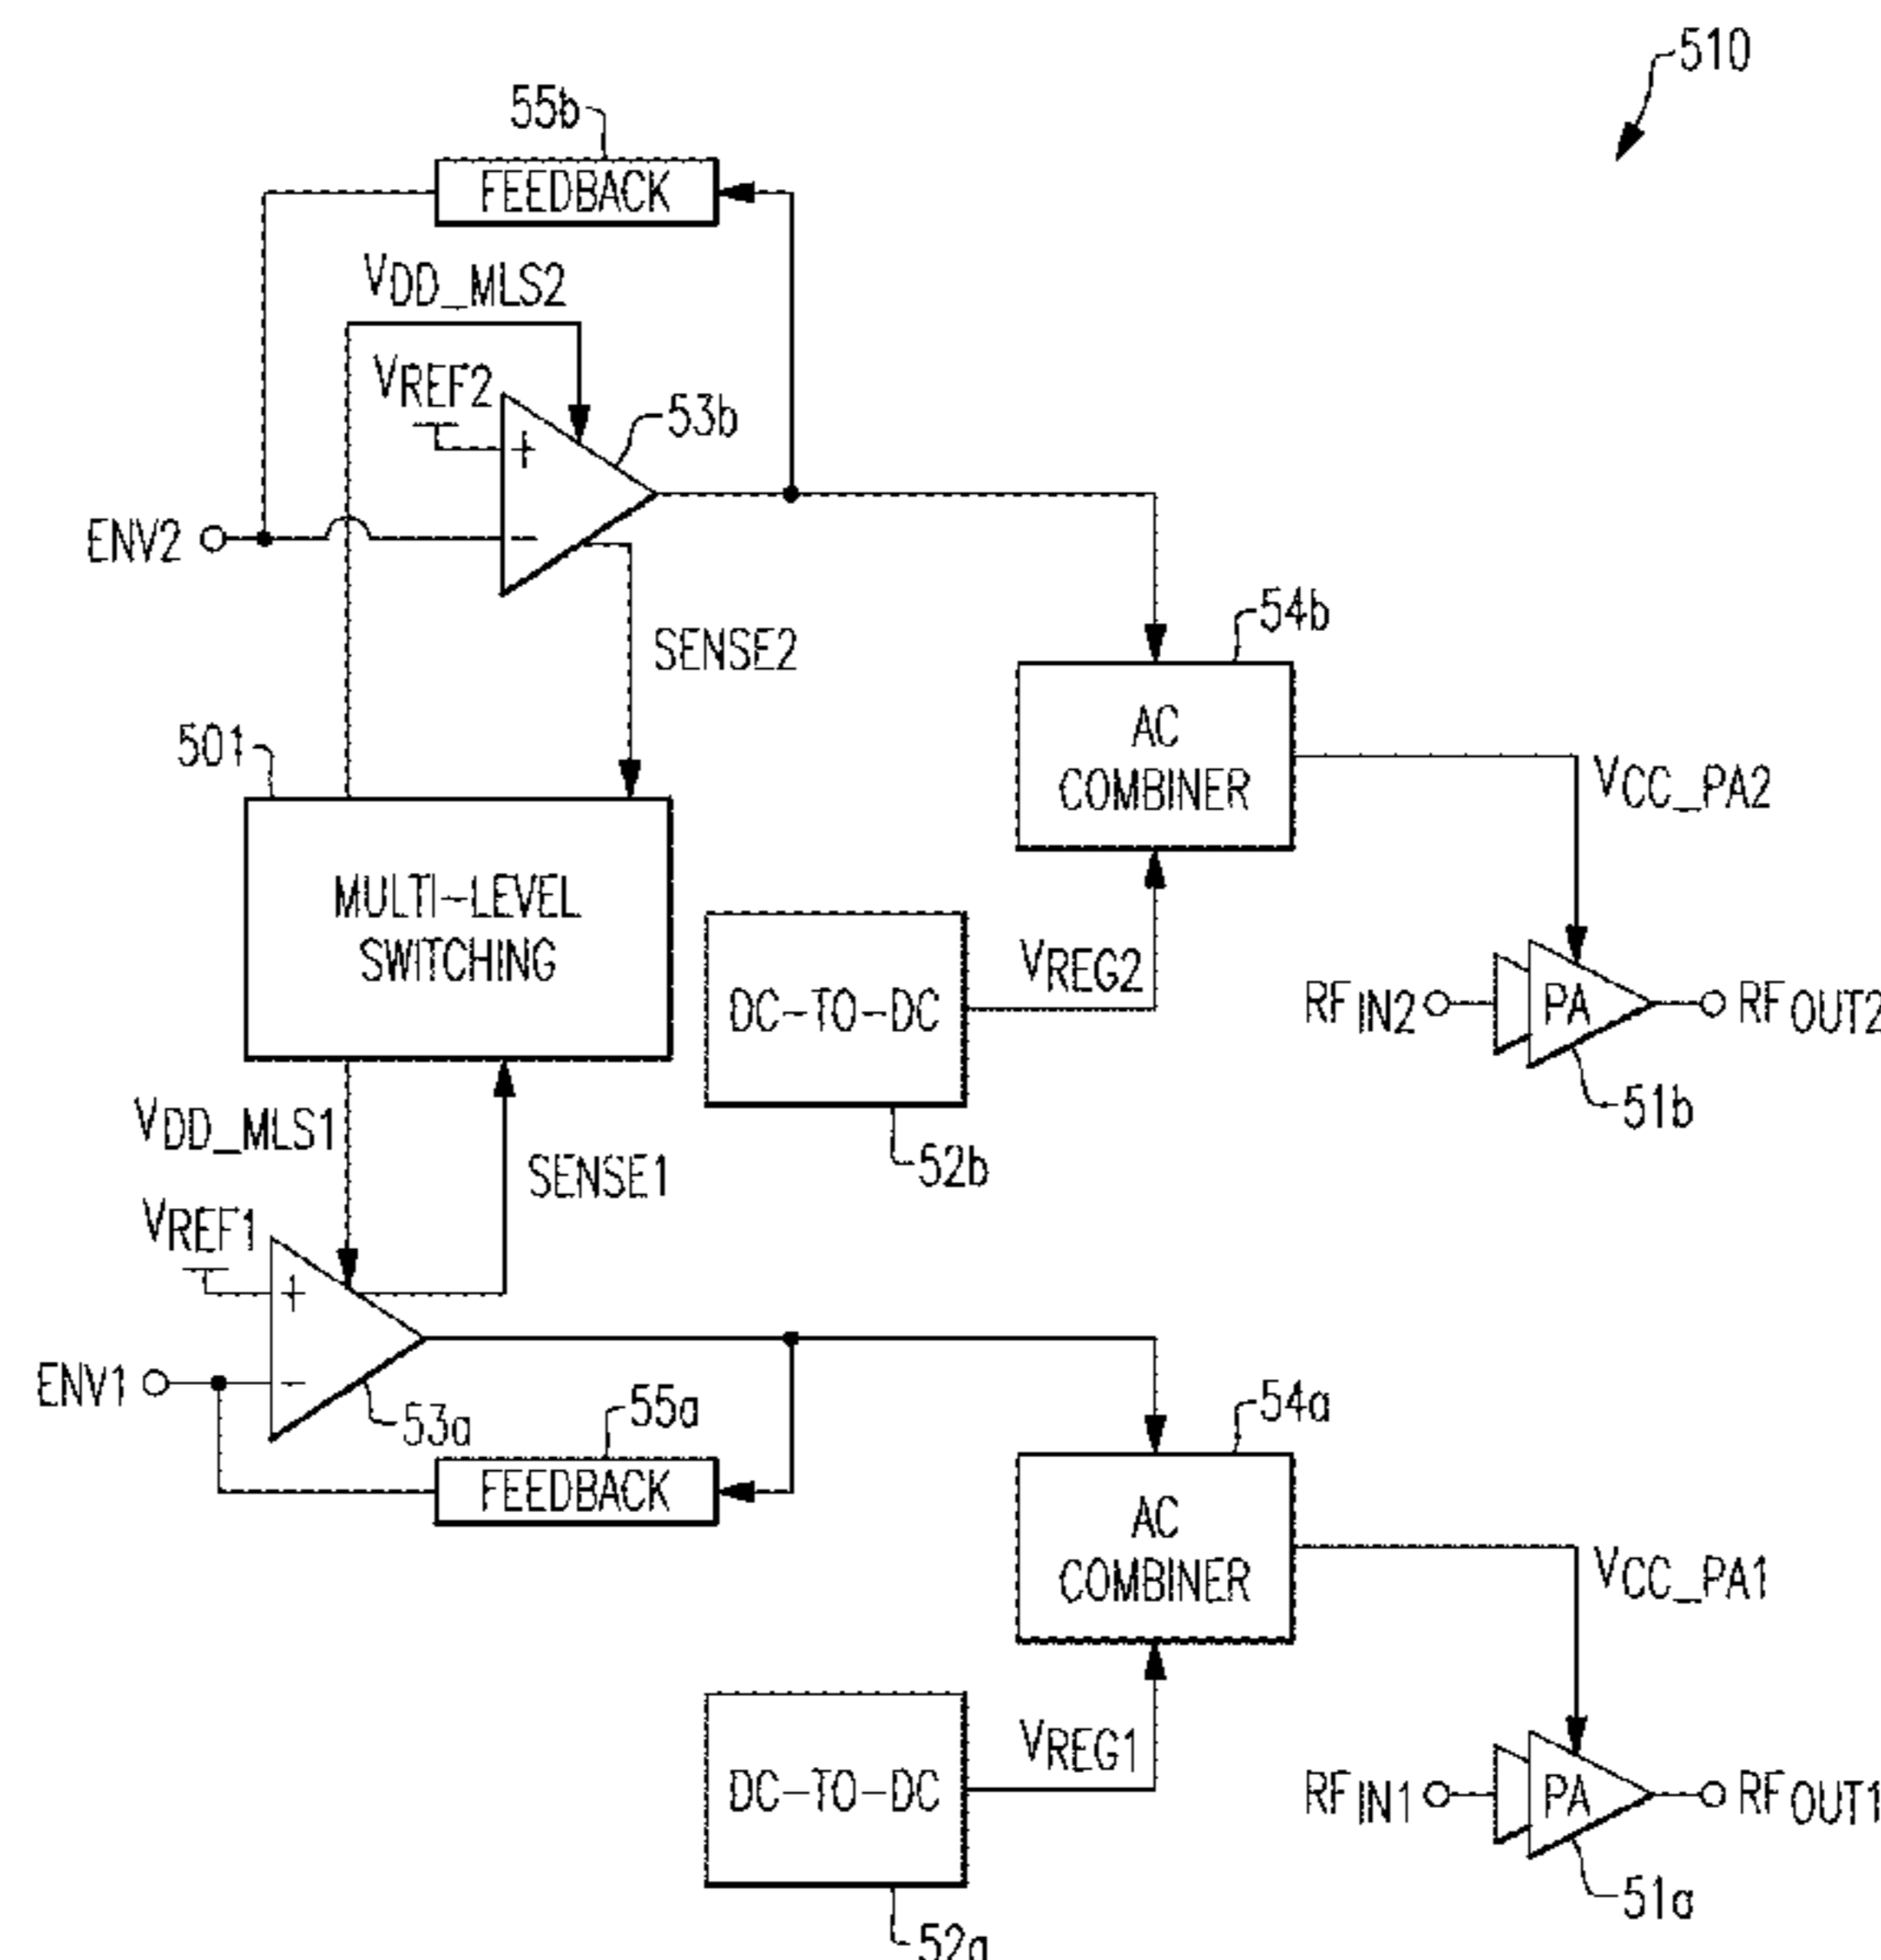 510
55b
FEEDBACK
VDD_MLS2
VREF2
53b
+
ENV2
−
SENSE2
54b
501
AC
COMBINER
VCC_PA2
MULTI-LEVEL
SWITCHING
DC-TO-DC
VREG2
RFIN2
PA
RFOUT2
51b
VDD_MLS1
SENSE1
52b
VREF1
+
ENV1
−
53a
55a
FEEDBACK
54a
AC
COMBINER
VCC_PA1
DC-TO-DC
VREG1
RFIN1
PA
RFOUT1
51a
52a